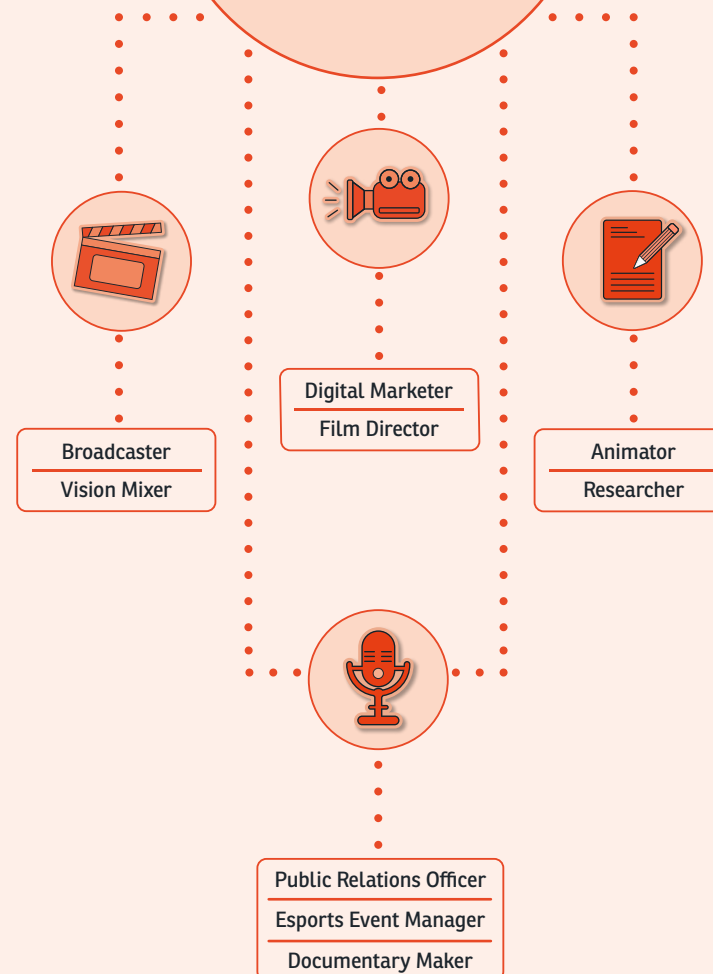 Digital Marketer
Film Director
Broadcaster
Vision Mixer
Animator
Researcher
Public Relations Officer
Esports Event Manager
Documentary Maker